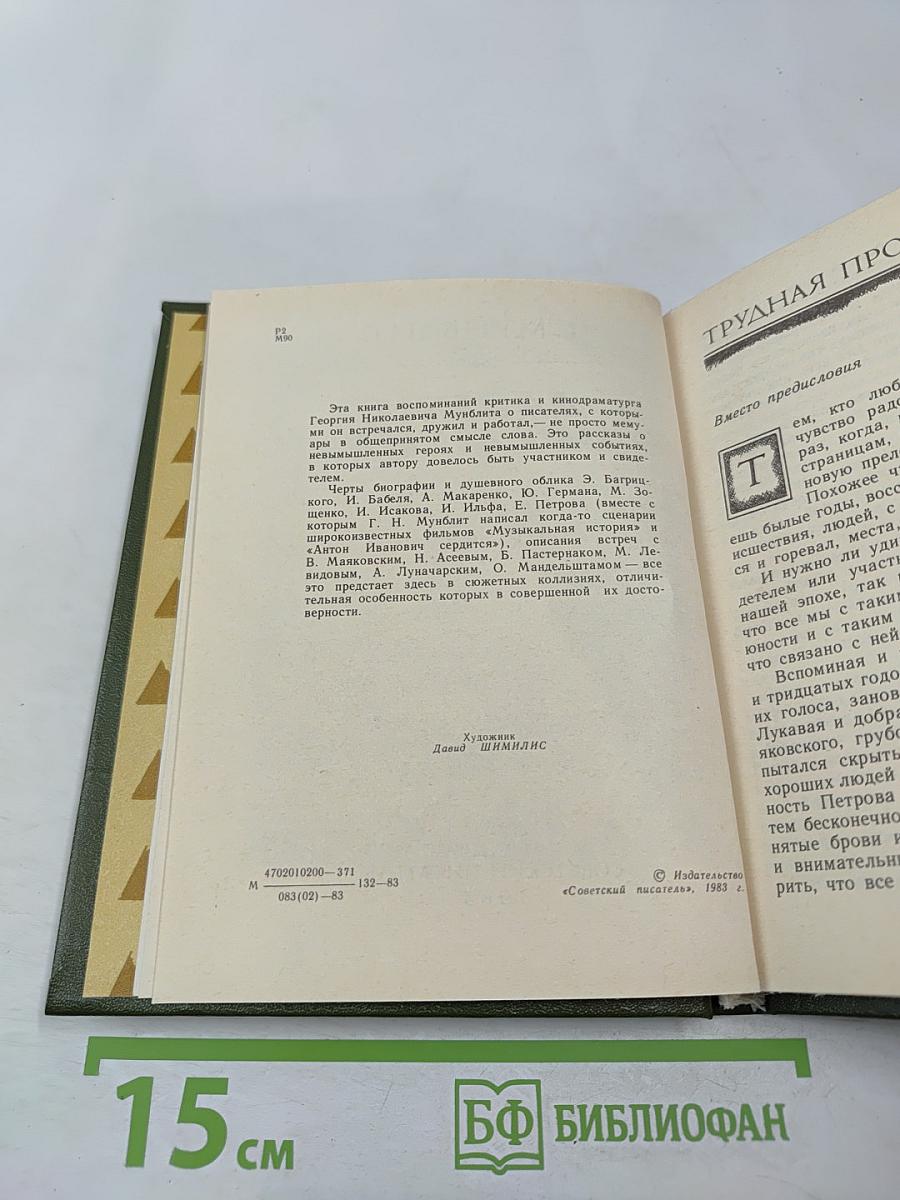 Р2
М90
Эта книга воспоминаний критика и кинодраматурга
Георгия Николаевича Мунблита о писателях, с которы-
ми он встречался, дружил и работал,— не просто мему-
ары в общепринятом смысле слова. Это рассказы о
невымышленных героях и невымышленных событиях,
в которых автору довелось быть участником и свиде-
телем.
Черты биографии и душевного облика Э. Багриц-
кого, И. Бабеля, А. Макаренко, Ю. Германа, М. Зо-
щенко, И. Исакова, И. Ильфа, Е. Петрова (вместе с
которым Г. Н. Мунблит написал когда-то сценарии
широкоизвестных фильмов «Музыкальная история» и
«Антон Иванович сердится»), описания встреч с
В. Маяковским, Н. Асеевым, Б. Пастернаком, М. Ле-
видовым, А. Луначарским, О. Мандельштамом — все
это предстает здесь в сюжетных коллизиях, отличи-
тельная особенность которых в совершенной их досто-
верности.
Художник
Давид ШИМИЛИС
М 4702010200—371 132—83
083(02)—83
© Издательство
«Советский писатель», 1983 г.
ТРУДНАЯ ПРО
Вместо предисловия
Тем, кто люб
чувство радо
раз, когда,
страницам,
новую преле
Похожее чу
ешь былые годы, восс
исшествия, людей, с
ся и горевал, места,
И нужно ли уди
детелем или участ
нашей эпохе, так
что все мы с таким
юности и с таким
что связано с ней
Вспоминая и
и тридцатых годо
их голоса, занов
Лукавая и добра
яковского, грубо
пытался скрыть
хороших людей
ность Петрова
тем бесконечно
нятые брови и
и внимательны
рить, что все
15 см
БФ БИБЛИОФАН